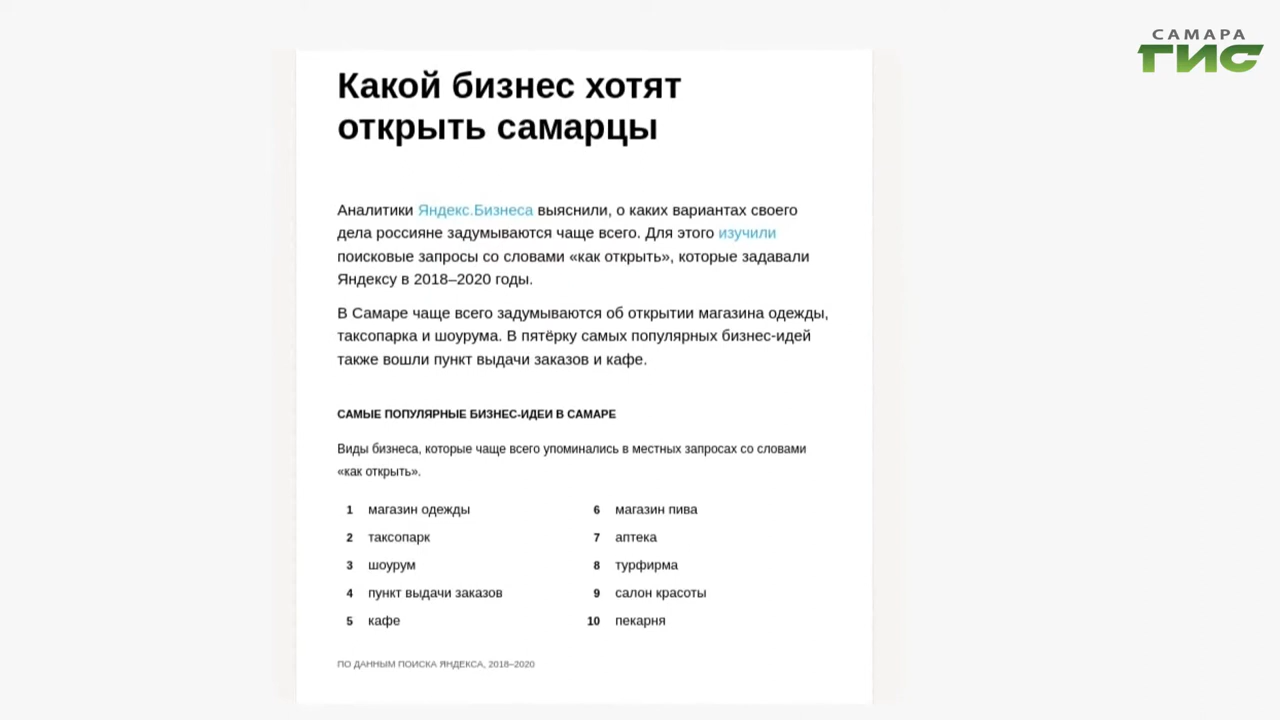 САМАРА
ГИС
Какой бизнес хотят
открыть самарцы
Аналитики Яндекс.Бизнеса выяснили, о каких вариантах своего
дела россияне задумываются чаще всего. Для этого изучили
поисковые запросы со словами «как открыть», которые задавали
Яндексу в 2018–2020 годы.
В Самаре чаще всего задумываются об открытии магазина одежды,
таксопарка и шоурума. В пятёрку самых популярных бизнес-идей
также вошли пункт выдачи заказов и кафе.
САМЫЕ ПОПУЛЯРНЫЕ БИЗНЕС-ИДЕИ В САМАРЕ
Виды бизнеса, которые чаще всего упоминались в местных запросах со словами
«как открыть».
1 магазин одежды
2 таксопарк
3 шоурум
4 пункт выдачи заказов
5 кафе
6 магазин пива
7 аптека
8 турфирма
9 салон красоты
10 пекарня
ПО ДАННЫМ ПОИСКА ЯНДЕКСА, 2018–2020